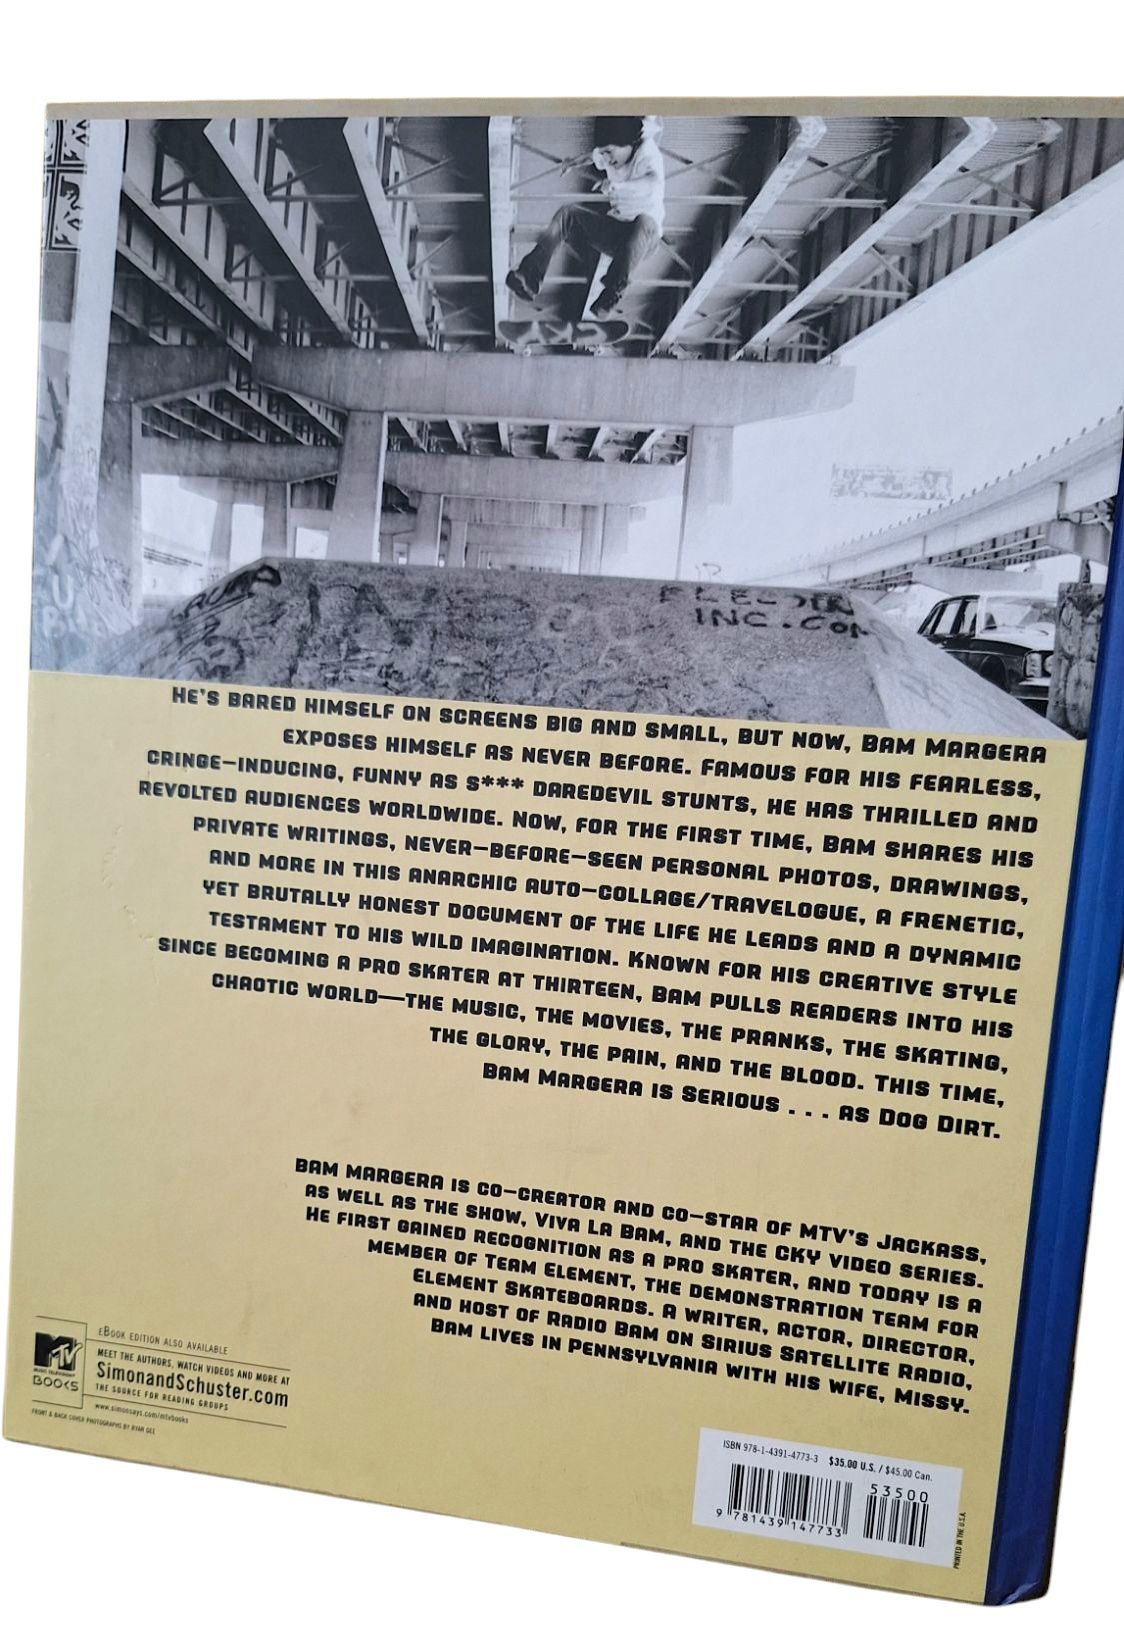 ELE
INC.COM
HE'S BARED HIMSELF ON SCREENS BIG AND SMALL, BUT NOW, BAM MARGERA
EXPOSES HIMSELF AS NEVER BEFORE. FAMOUS FOR HIS FEARLESS,
CRINGE–INDUCING, FUNNY AS S*** DAREDEVIL STUNTS, HE HAS THRILLED AND
REVOLTED AUDIENCES WORLDWIDE. NOW, FOR THE FIRST TIME, BAM SHARES HIS
PRIVATE WRITINGS, NEVER–BEFORE–SEEN PERSONAL PHOTOS, DRAWINGS,
AND MORE IN THIS ANARCHIC AUTO–COLLAGE/TRAVELOGUE, A FRENETIC,
YET BRUTALLY HONEST DOCUMENT OF THE LIFE HE LEADS AND A DYNAMIC
TESTAMENT TO HIS WILD IMAGINATION. KNOWN FOR HIS CREATIVE STYLE
SINCE BECOMING A PRO SKATER AT THIRTEEN, BAM PULLS READERS INTO HIS
CHAOTIC WORLD—THE MUSIC, THE MOVIES, THE PRANKS, THE SKATING,
THE GLORY, THE PAIN, AND THE BLOOD. THIS TIME,
BAM MARGERA IS SERIOUS . . . AS DOG DIRT.
BAM MARGERA IS CO–CREATOR AND CO–STAR OF MTV'S JACKASS,
AS WELL AS THE SHOW, VIVA LA BAM, AND THE CKY VIDEO SERIES.
HE FIRST GAINED RECOGNITION AS A PRO SKATER, AND TODAY IS A
MEMBER OF TEAM ELEMENT, THE DEMONSTRATION TEAM FOR
ELEMENT SKATEBOARDS. A WRITER, ACTOR, DIRECTOR,
AND HOST OF RADIO BAM ON SIRIUS SATELLITE RADIO,
BAM LIVES IN PENNSYLVANIA WITH HIS WIFE, MISSY.
MTV
MUSIC TELEVISION
BOOKS
EBOOK EDITION ALSO AVAILABLE
MEET THE AUTHORS, WATCH VIDEOS AND MORE AT
SimonandSchuster.com
THE SOURCE FOR READING GROUPS
www.simonsays.com/mtvbooks
FRONT & BACK COVER PHOTOGRAPHS BY RYAN GEE
ISBN 978-1-4391-4773-3 $35.00 U.S. / $45.00 Can.
53500
9 781439 147733
PRINTED IN THE U.S.A.